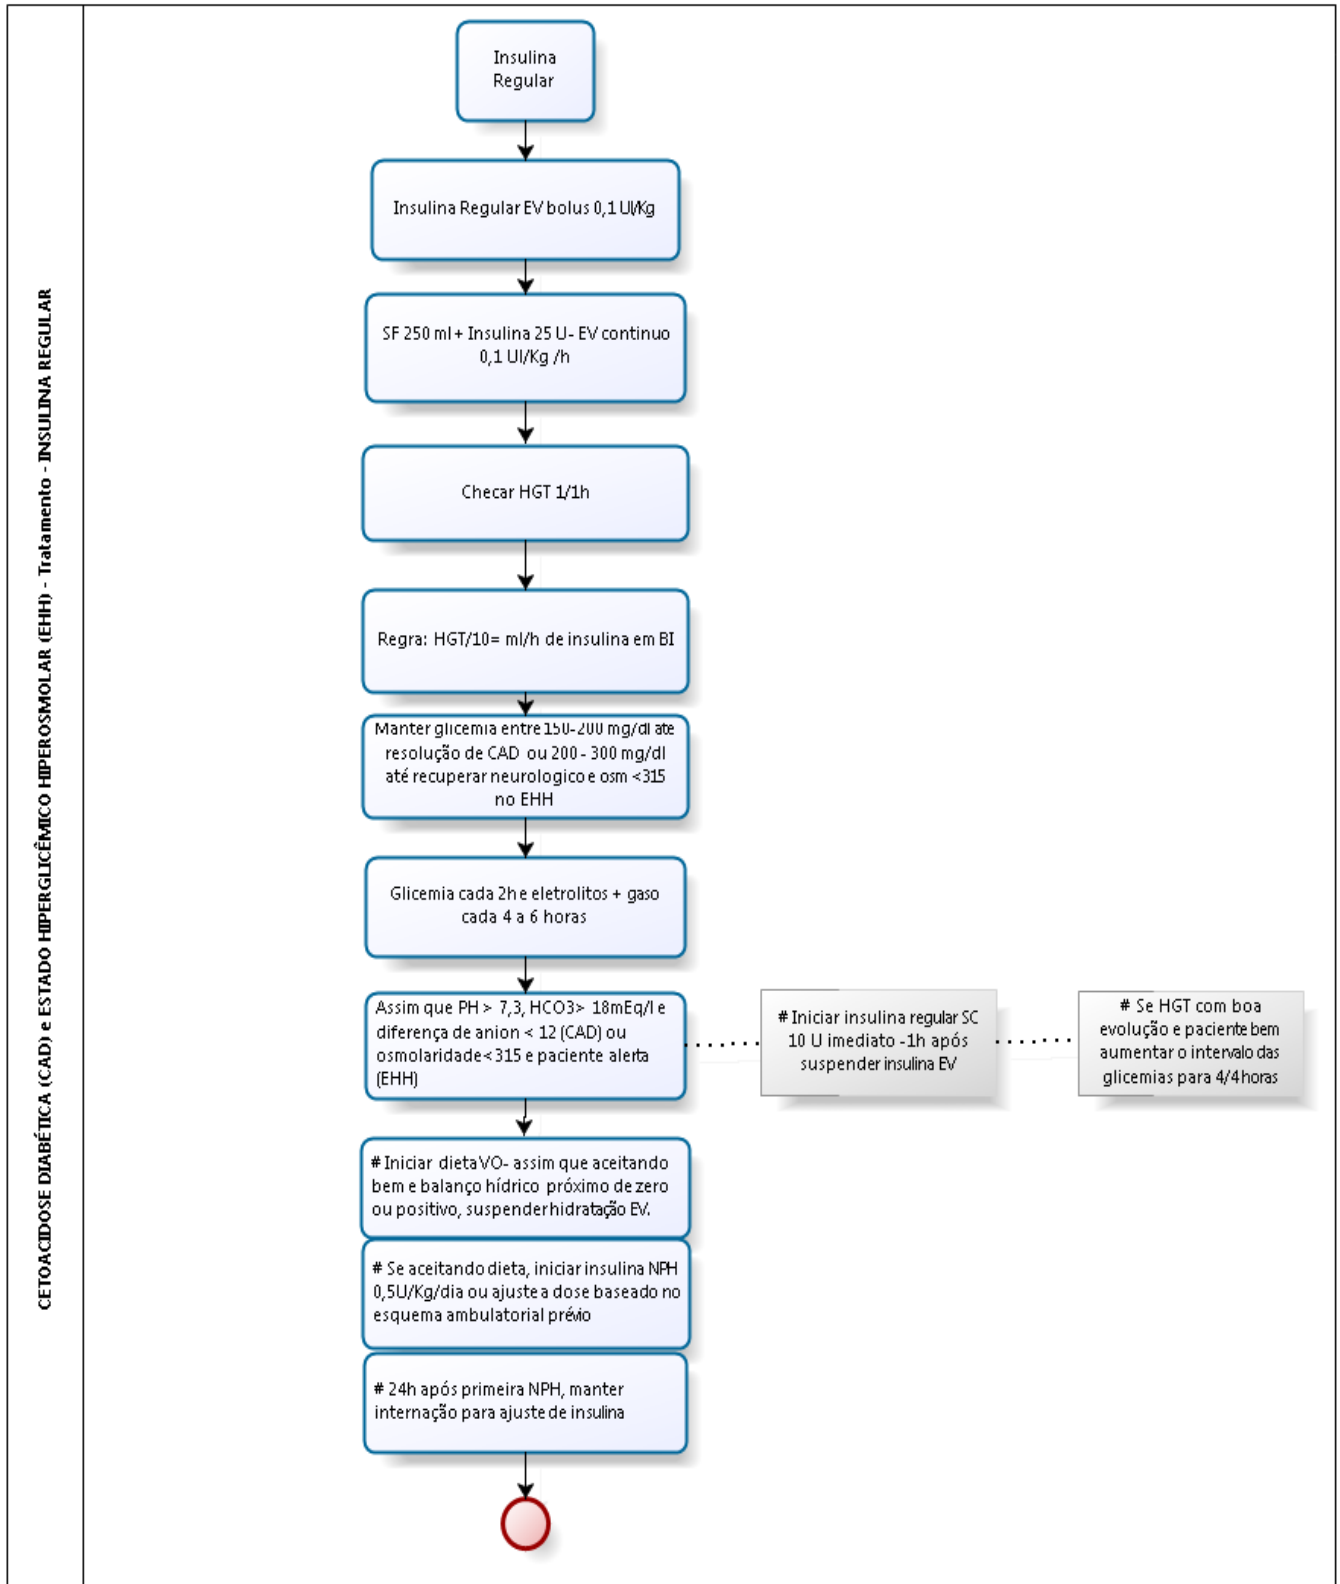 CETOACIDOSE DIABÉTICA (CAD) e ESTADO HIPERGLICÊMICO HIPEROSMOLAR (EHH) - Tratamento - INSULINA REGULAR
Insulina
Regular
Insulina Regular EV bolus 0,1 UI/Kg
SF 250 ml + Insulina 25 U- EV continuo
0,1 UI/Kg /h
Checar HGT 1/1h
Regra: HGT/10= ml/h de insulina em BI
Manter glicemia entre 150-200 mg/dl ate
resolução de CAD ou 200 - 300 mg/dl
até recuperar neurologico e osm <315
no EHH
Glicemia cada 2h e eletrolitos + gaso
cada 4 a 6 horas
Assim que PH > 7,3, HCO3> 18mEq/l e
diferença de anion < 12 (CAD) ou
osmolaridade<315 e paciente alerta
(EHH)
# Iniciar insulina regular SC
10 U imediato -1h após
suspender insulina EV
# Se HGT com boa
evolução e paciente bem
aumentar o intervalo das
glicemias para 4/4horas
# Iniciar dieta VO- assim que aceitando
bem e balanço hídrico próximo de zero
ou positivo, suspender hidratação EV.
# Se aceitando dieta, iniciar insulina NPH
0,5U/Kg/dia ou ajuste a dose baseado no
esquema ambulatorial prévio
# 24h após primeira NPH, manter
internação para ajuste de insulina